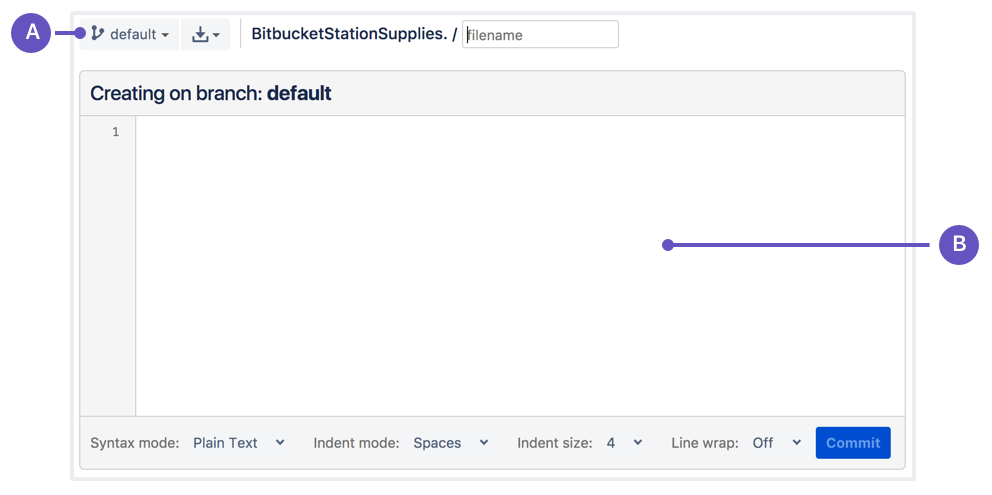 A default BitbucketStationSupplies. / filename
Creating on branch: default
1
B
Syntax mode: Plain Text Indent mode: Spaces Indent size: 4 Line wrap: Off Commit